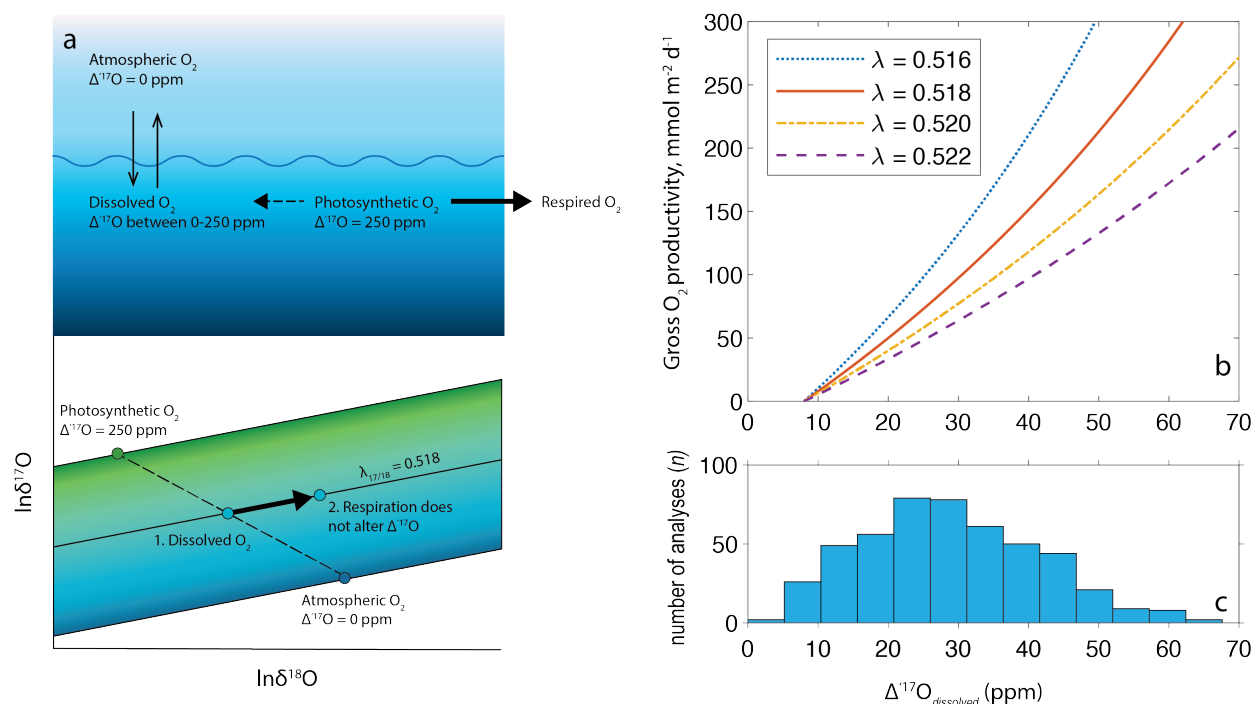 a
Atmospheric O₂
Δ'¹⁷O = 0 ppm
Dissolved O₂
Δ'¹⁷O between 0-250 ppm
Photosynthetic O₂
Δ'¹⁷O = 250 ppm
Respired O₂
Photosynthetic O₂
Δ'¹⁷O = 250 ppm
λ₁₇/₁₈ = 0.518
1. Dissolved O₂
2. Respiration does
not alter Δ'¹⁷O
Atmospheric O₂
Δ'¹⁷O = 0 ppm
lnδ¹⁷O
lnδ¹⁸O
Gross O₂ productivity, mmol m⁻² d⁻¹
300
250
200
150
100
50
0
λ = 0.516
λ = 0.518
λ = 0.520
λ = 0.522
b
0 10 20 30 40 50 60 70
number of analyses (n)
100
50
0
c
0 10 20 30 40 50 60 70
Δ'¹⁷O dissolved (ppm)